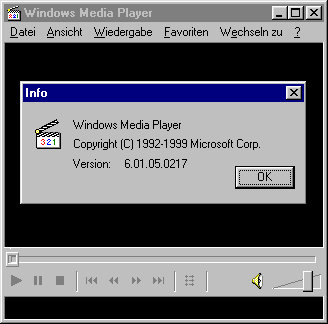 Windows Media Player
Datei Ansicht Wiedergabe Favoriten Wechseln zu ?
Info
321
Windows Media Player
Copyright (C) 1992-1999 Microsoft Corp.
Version: 6.01.05.0217
OK